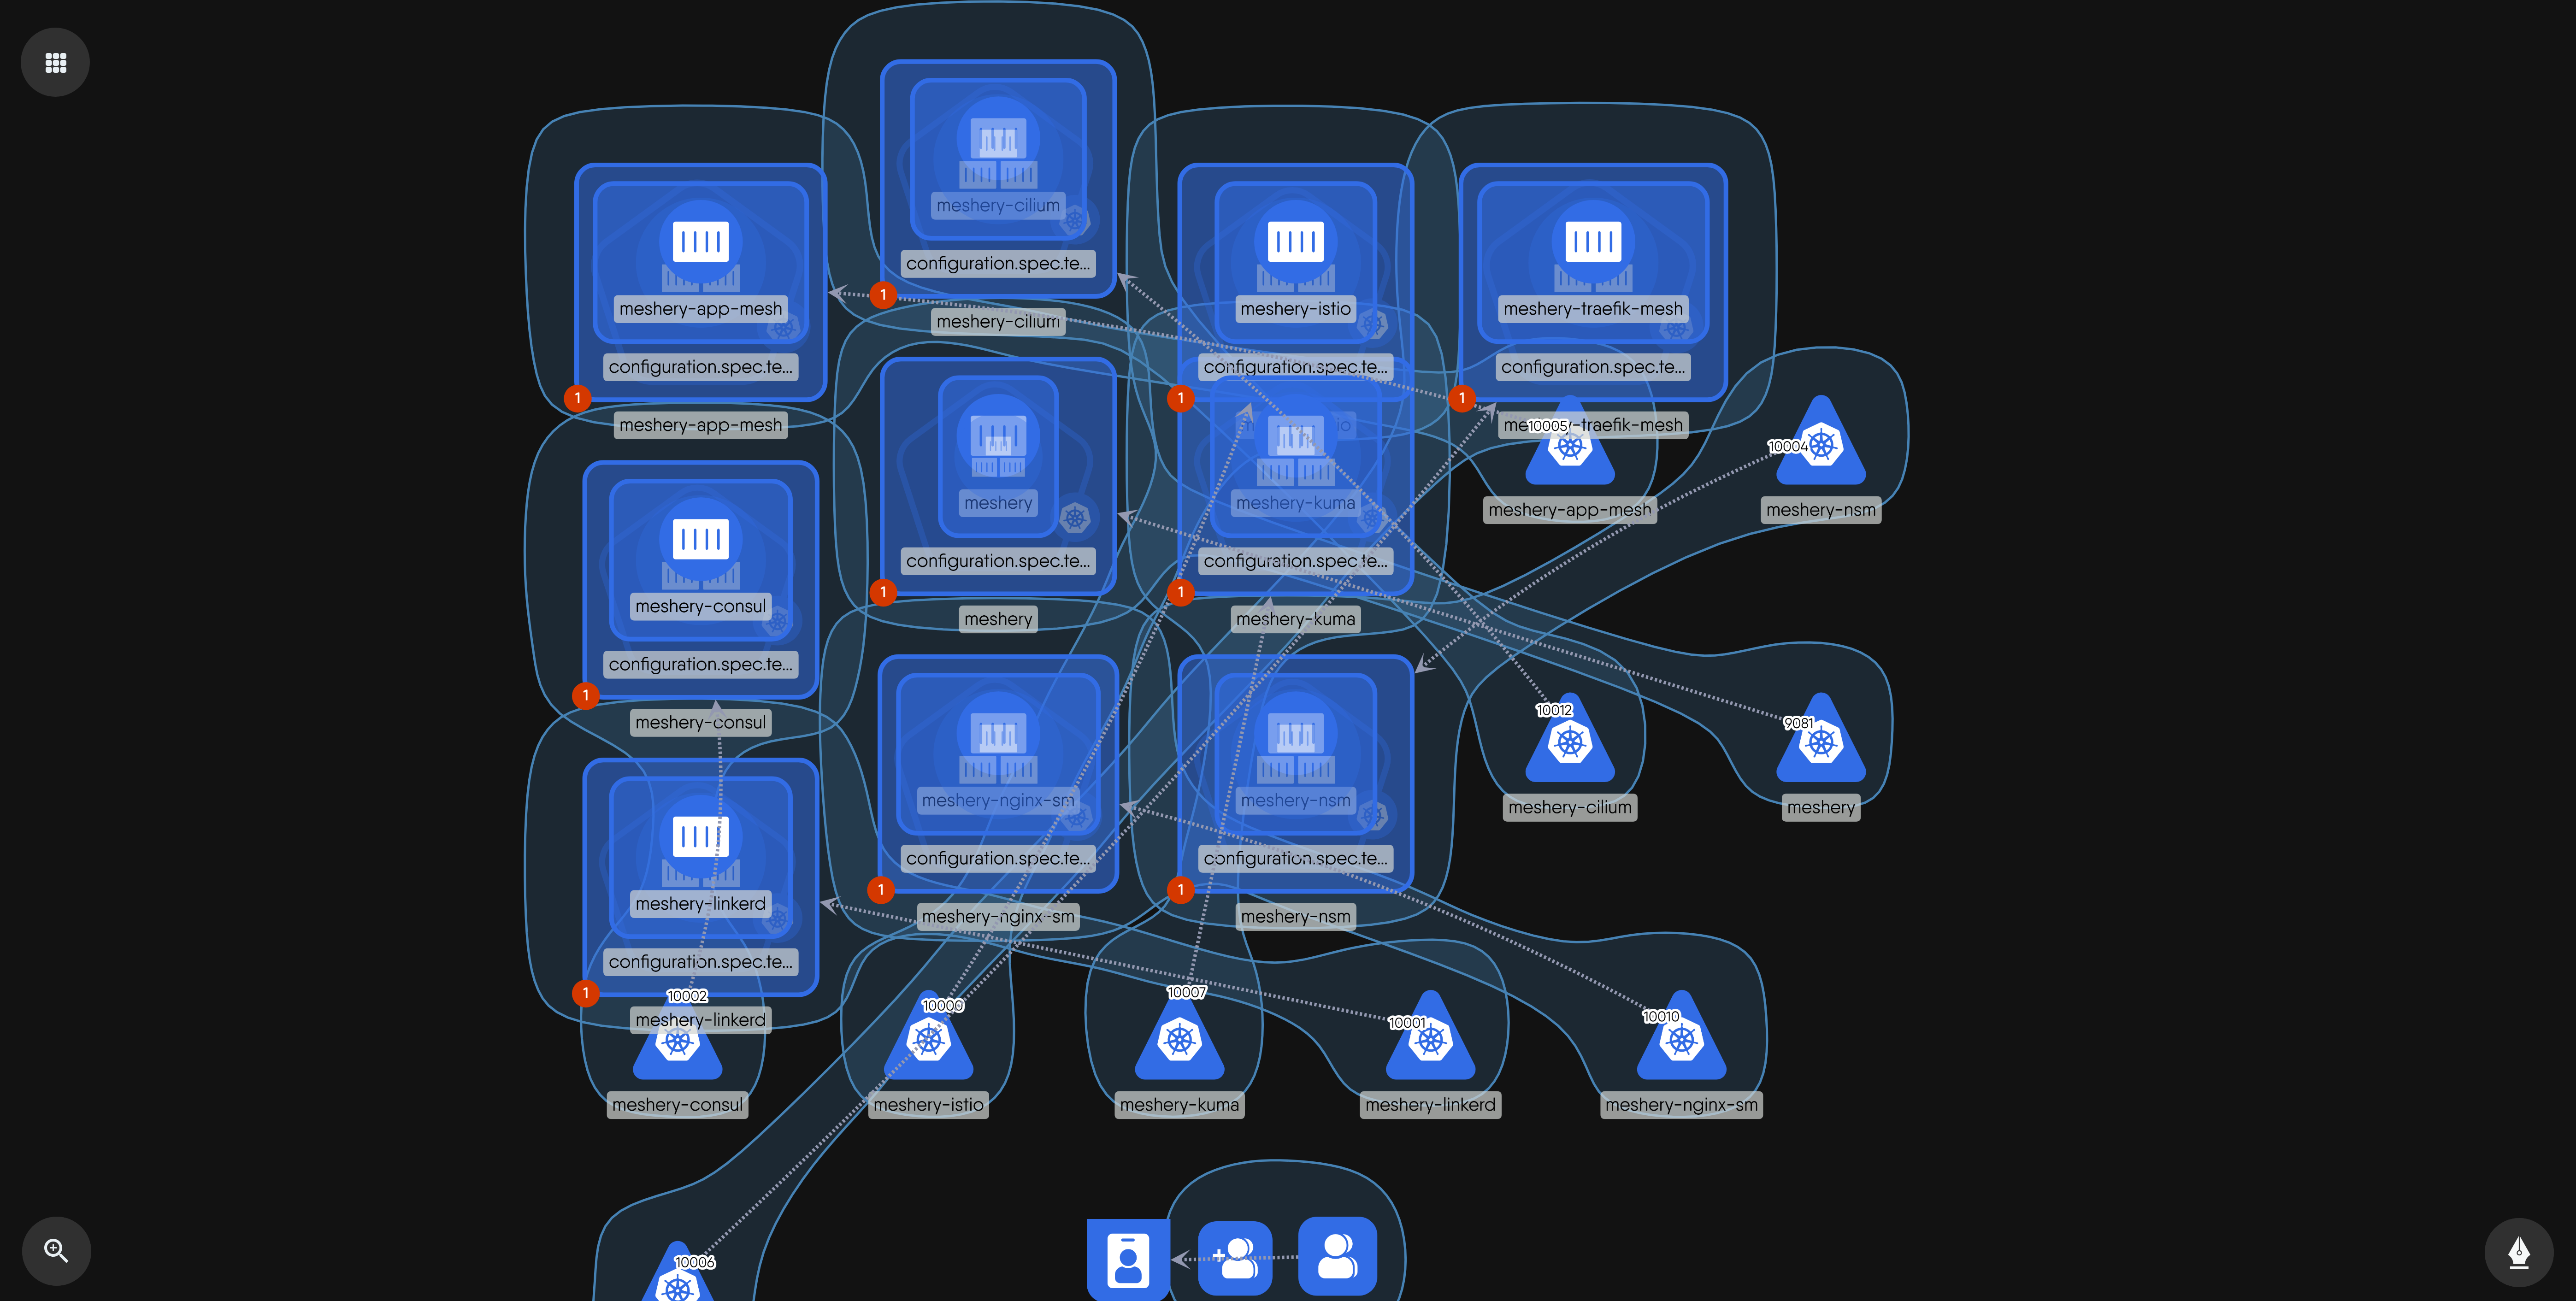 meshery-cilium
configuration.spec.te...
1
meshery-cilium
meshery-app-mesh
configuration.spec.te...
1
meshery-app-mesh
meshery-istio
configuration.spec.te...
1
meshery-traefik-mesh
configuration.spec.te...
1
10005
meshery-app-mesh
10004
meshery-nsm
meshery
configuration.spec.te...
1
meshery
meshery-kuma
configuration.spec.te...
1
meshery-kuma
meshery-consul
configuration.spec.te...
1
meshery-consul
meshery-nginx-sm
configuration.spec.te...
1
meshery-nginx-sm
meshery-nsm
configuration.spec.te...
1
meshery-nsm
10012
meshery-cilium
9081
meshery
meshery-linkerd
configuration.spec.te...
1
meshery-linkerd
10002
meshery-consul
10000
meshery-istio
10007
meshery-kuma
10001
meshery-linkerd
10010
meshery-nginx-sm
10006